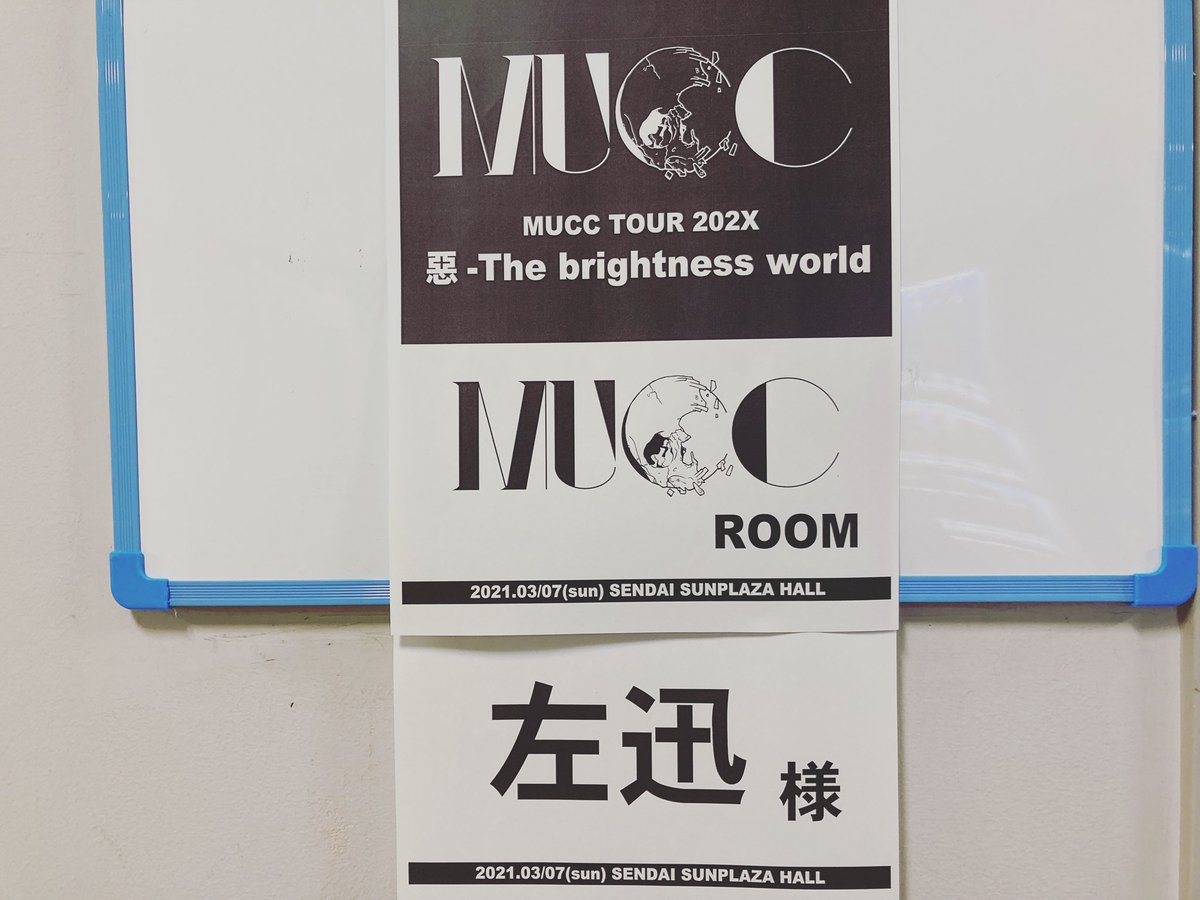 MUCC
MUCC TOUR 202X
惡-The brightness world
MUCC
ROOM
2021.03/07(sun) SENDAI SUNPLAZA HALL
左迅 様
2021.03/07(sun) SENDAI SUNPLAZA HALL